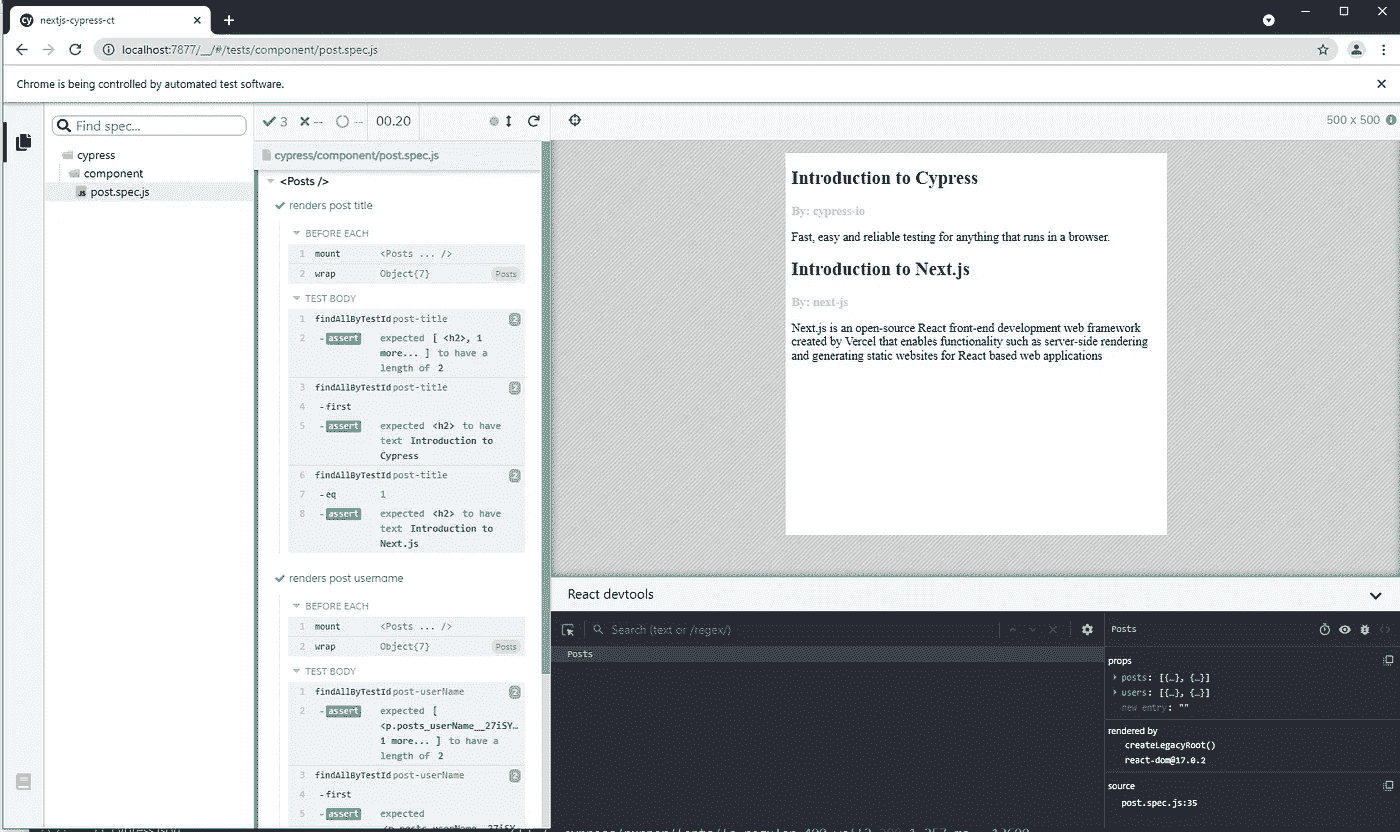 cy nextjs-cypress-ct
localhost:7877/__/#/tests/component/post.spec.js
Chrome is being controlled by automated test software.
Find spec...
cypress
component
JS post.spec.js
3 -- -- 00.20
cypress/component/post.spec.js
<Posts />
renders post title
BEFORE EACH
1 mount <Posts ... />
2 wrap Object{7} Posts
TEST BODY
1 findAllByTestId post-title 2
2 -assert expected [ <h2>, 1
more... ] to have a
length of 2
3 findAllByTestId post-title 2
4 -first
5 -assert expected <h2> to have
text Introduction to
Cypress
6 findAllByTestId post-title 2
7 -eq 1
8 -assert expected <h2> to have
text Introduction to
Next.js
renders post username
BEFORE EACH
1 mount <Posts ... />
2 wrap Object{7} Posts
TEST BODY
1 findAllByTestId post-userName 2
2 -assert expected [
<p.posts_userName__27iSY…
1 more... ] to have a
length of 2
3 findAllByTestId post-userName 2
4 -first
5 -assert expected
500 x 500
Introduction to Cypress
By: cypress-io
Fast, easy and reliable testing for anything that runs in a browser.
Introduction to Next.js
By: next-js
Next.js is an open-source React front-end development web framework
created by Vercel that enables functionality such as server-side rendering
and generating static websites for React based web applications
React devtools
Search (text or /regex/)
Posts
Posts
props
posts: [{…}, {…}]
users: [{…}, {…}]
new entry: ""
rendered by
createLegacyRoot()
react-dom@17.0.2
source
post.spec.js:35